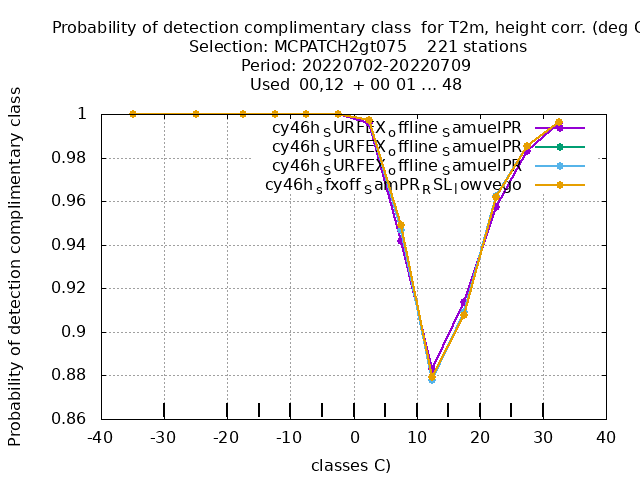 Probability of detection complimentary class  for T2m, height corr. (deg C
Selection: MCPATCH2gt075    221 stations
Period: 20220702-20220709
Used  00,12  + 00 01 ... 48
Probability of detection complimentary class
1
0.98
0.96
0.94
0.92
0.9
0.88
0.86
cy46h_SURFEX_offline_SamuelPR
cy46h_SURFEX_offline_SamuelPR
cy46h_SURFEX_offline_SamuelPR
cy46h_sfxoff_SamPR_RSL_lowvego
-40 -30 -20 -10 0 10 20 30 40
classes C)